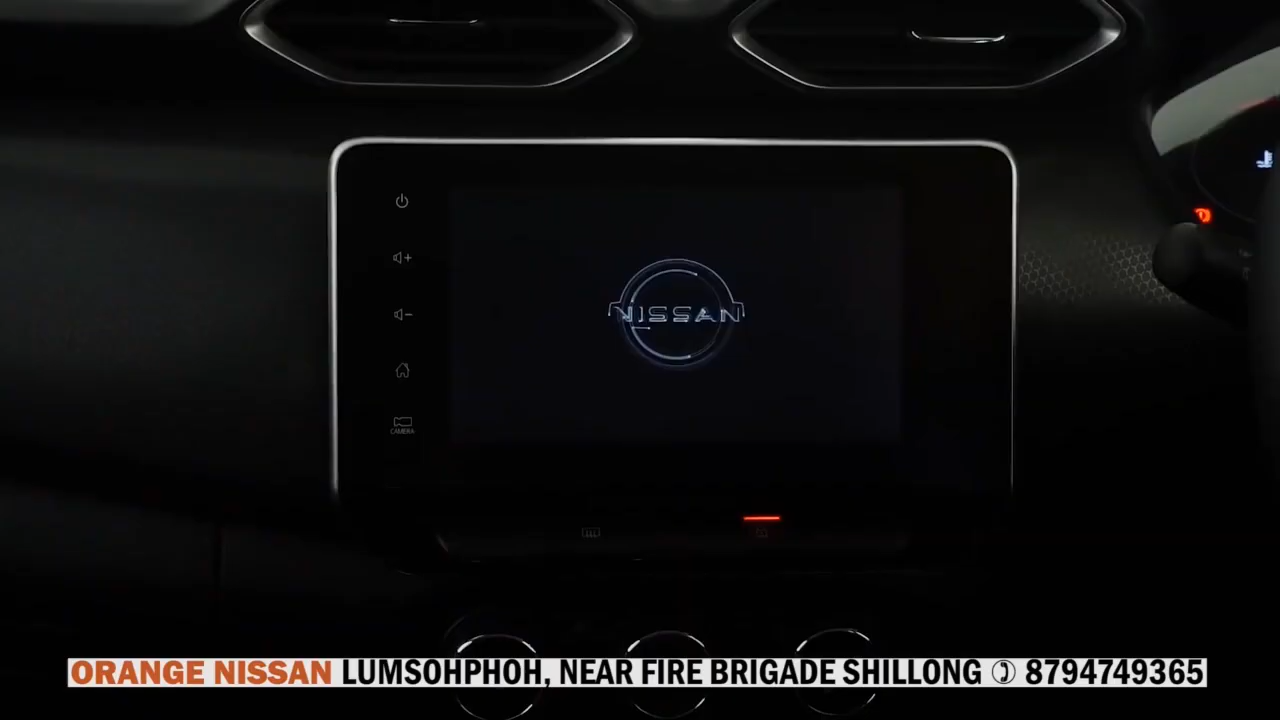 NISSAN
CAMERA
ORANGE NISSAN LUMSOHPHOH, NEAR FIRE BRIGADE SHILLONG ✆ 8794749365